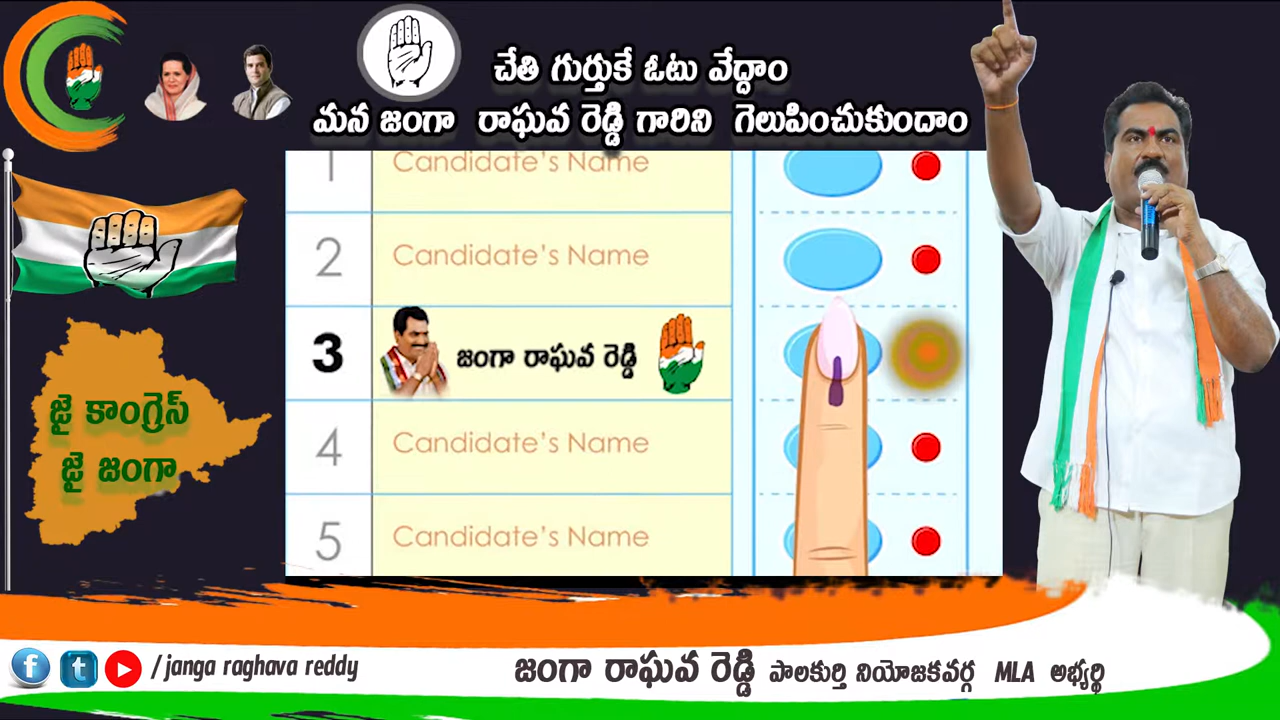 చేతి గుర్తుకే ఓటు వేద్దాం
మన జంగా రాఘవ రెడ్డి గారిని గెలుపించుకుందాం
1 Candidate's Name
2 Candidate's Name
3 జంగా రాఘవ రెడ్డి
4 Candidate's Name
5 Candidate's Name
జై కాంగ్రెస్
జై జంగా
/janga raghava reddy
జంగా రాఘవ రెడ్డి పాలకుర్తి నియోజకవర్గ MLA అభ్యర్థి